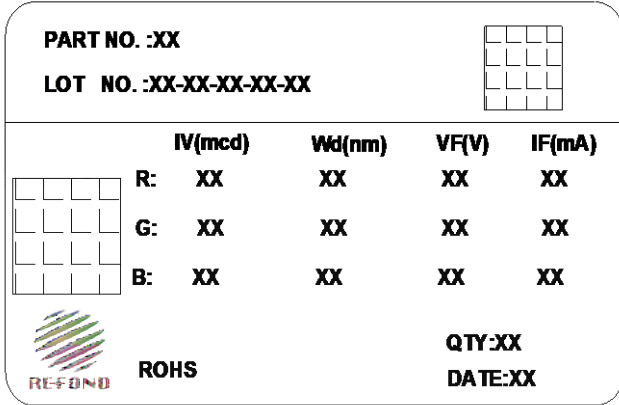 PART NO. :XX
LOT NO. :XX-XX-XX-XX-XX
IV(mcd) Wd(nm) VF(V) IF(mA)
R: XX XX XX XX
G: XX XX XX XX
B: XX XX XX XX
REFOND
ROHS
QTY:XX
DATE:XX